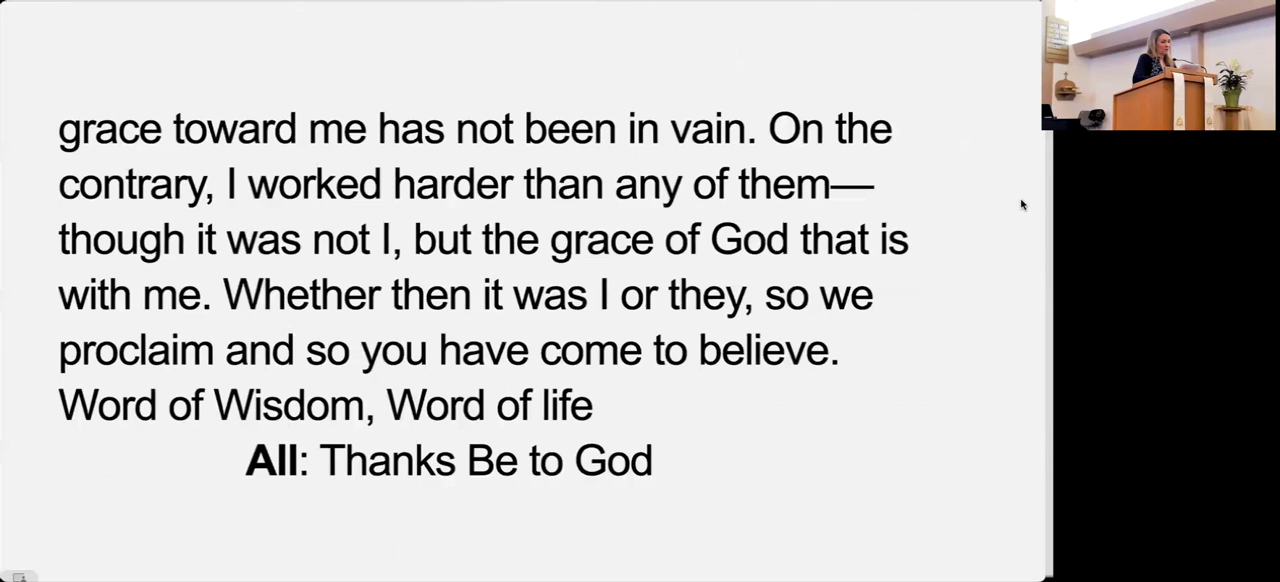 grace toward me has not been in vain. On the
contrary, I worked harder than any of them—
though it was not I, but the grace of God that is
with me. Whether then it was I or they, so we
proclaim and so you have come to believe.
Word of Wisdom, Word of life
All: Thanks Be to God